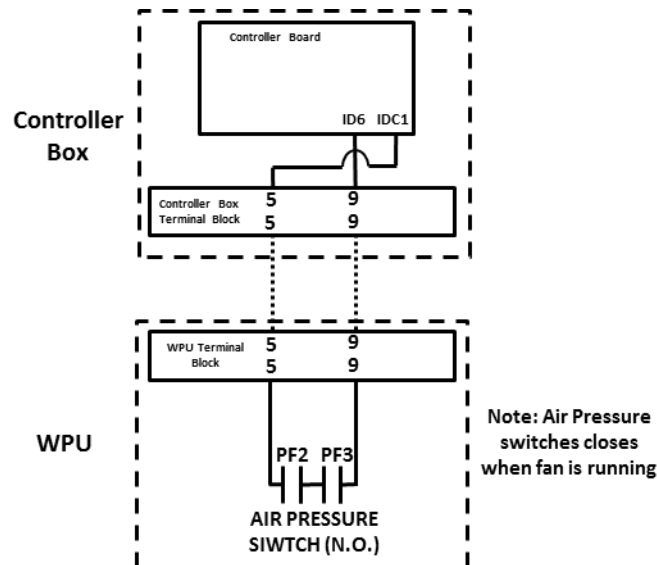 Controller Board
ID6 IDC1
Controller
Box
Controller Box
Terminal Block
5 9
5 9
WPU Terminal
Block
5 9
5 9
WPU
PF2 PF3
AIR PRESSURE
SIWTCH (N.O.)
Note: Air Pressure
switches closes
when fan is running